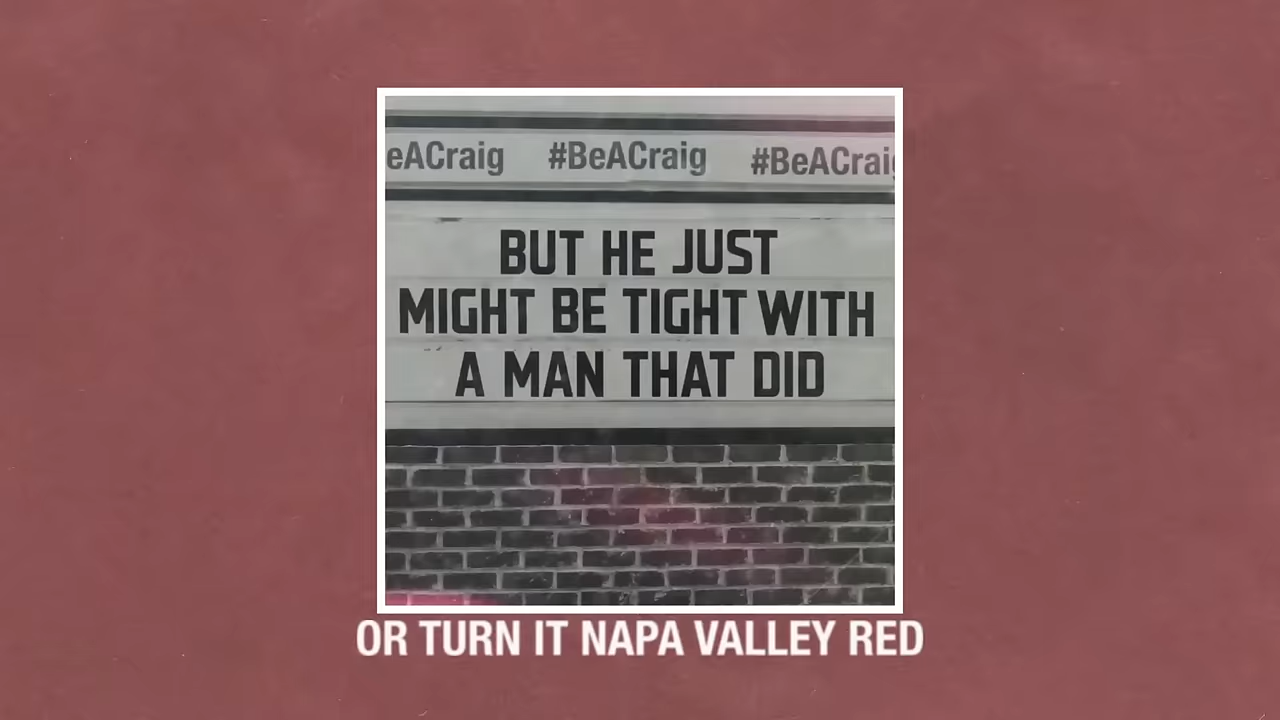 eACraig #BeACraig #BeACraig
BUT HE JUST
MIGHT BE TIGHT WITH
A MAN THAT DID
OR TURN IT NAPA VALLEY RED